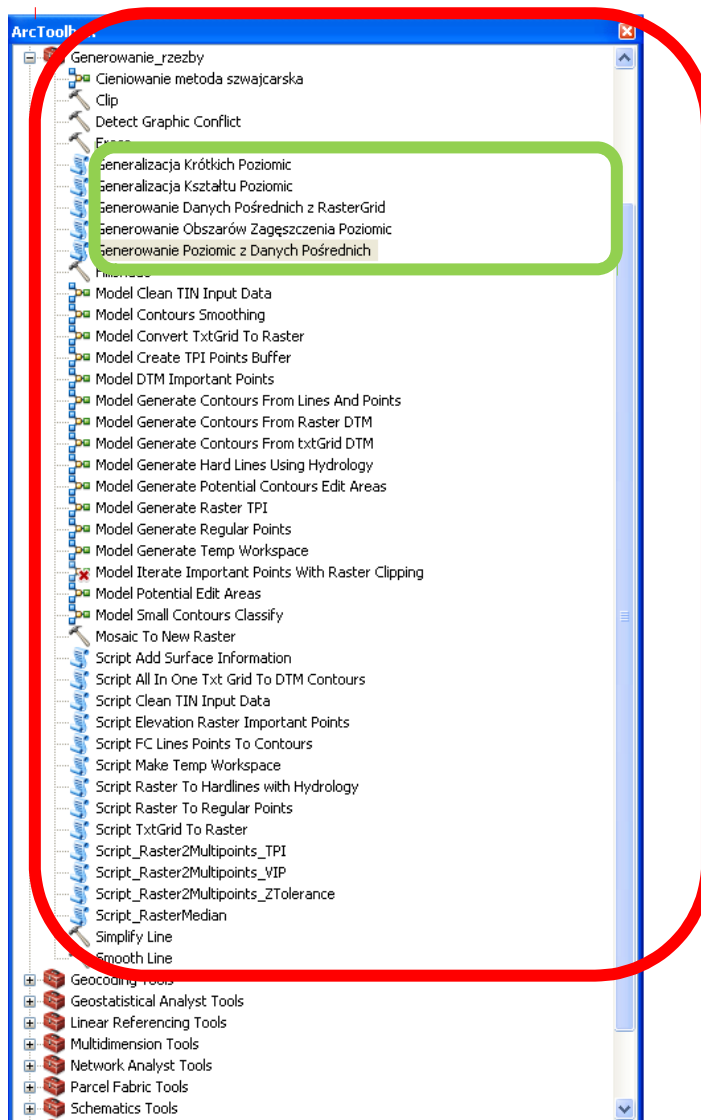 ArcToolb
Generowanie_rzezby
Cieniowanie metoda szwajcarska
Clip
Detect Graphic Conflict
Erase
Generalizacja Krótkich Poziomic
Generalizacja Kształtu Poziomic
Generowanie Danych Pośrednich z RasterGrid
Generowanie Obszarów Zagęszczenia Poziomic
Generowanie Poziomic z Danych Pośrednich
Hillshade
Model Clean TIN Input Data
Model Contours Smoothing
Model Convert TxtGrid To Raster
Model Create TPI Points Buffer
Model DTM Important Points
Model Generate Contours From Lines And Points
Model Generate Contours From Raster DTM
Model Generate Contours From txtGrid DTM
Model Generate Hard Lines Using Hydrology
Model Generate Potential Contours Edit Areas
Model Generate Raster TPI
Model Generate Regular Points
Model Generate Temp Workspace
Model Iterate Important Points With Raster Clipping
Model Potential Edit Areas
Model Small Contours Classify
Mosaic To New Raster
Script Add Surface Information
Script All In One Txt Grid To DTM Contours
Script Clean TIN Input Data
Script Elevation Raster Important Points
Script FC Lines Points To Contours
Script Make Temp Workspace
Script Raster To Hardlines with Hydrology
Script Raster To Regular Points
Script TxtGrid To Raster
Script_Raster2Multipoints_TPI
Script_Raster2Multipoints_VIP
Script_Raster2Multipoints_ZTolerance
Script_RasterMedian
Simplify Line
Smooth Line
Geocoding Tools
Geostatistical Analyst Tools
Linear Referencing Tools
Multidimension Tools
Network Analyst Tools
Parcel Fabric Tools
Schematics Tools